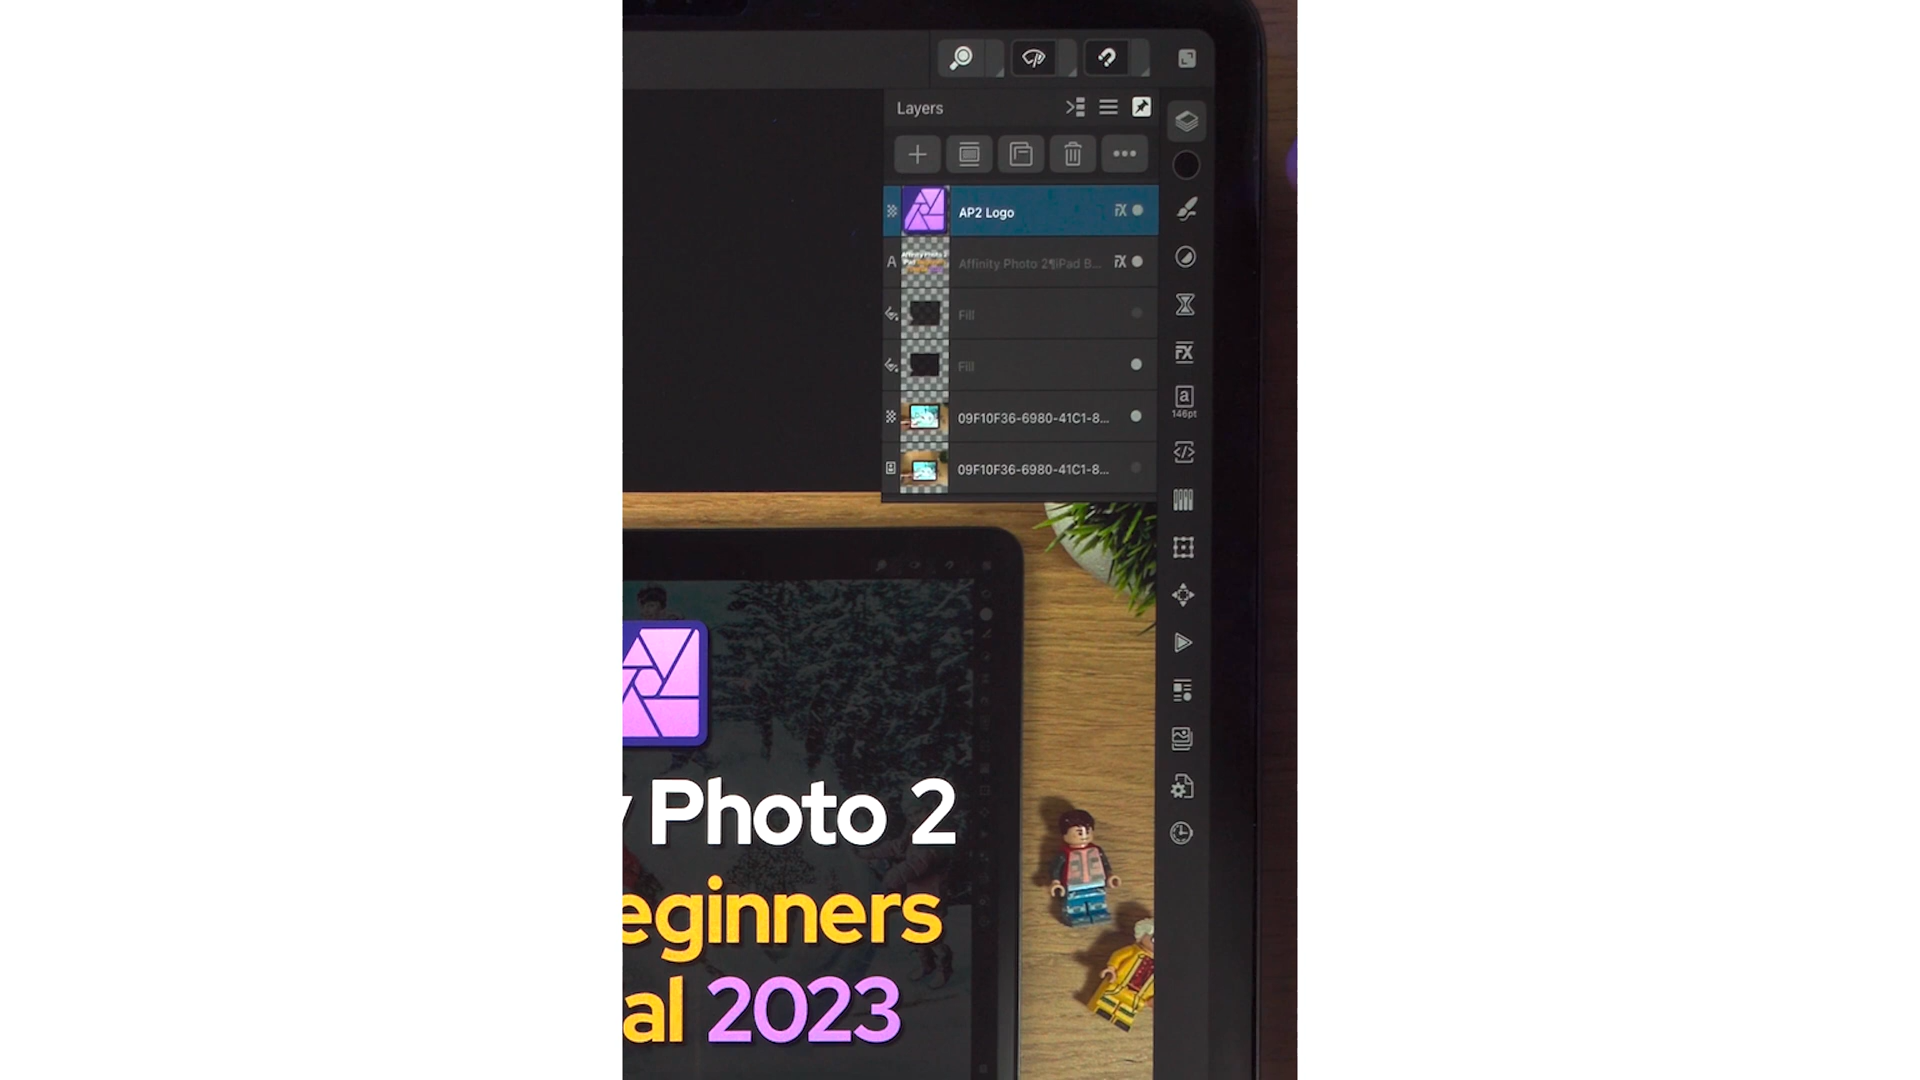 Layers
AP2 Logo
Affinity Photo 2¶iPad B...
Fill
Fill
09F10F36-6980-41C1-8...
09F10F36-6980-41C1-8...
146pt
y Photo 2
eginners
al 2023